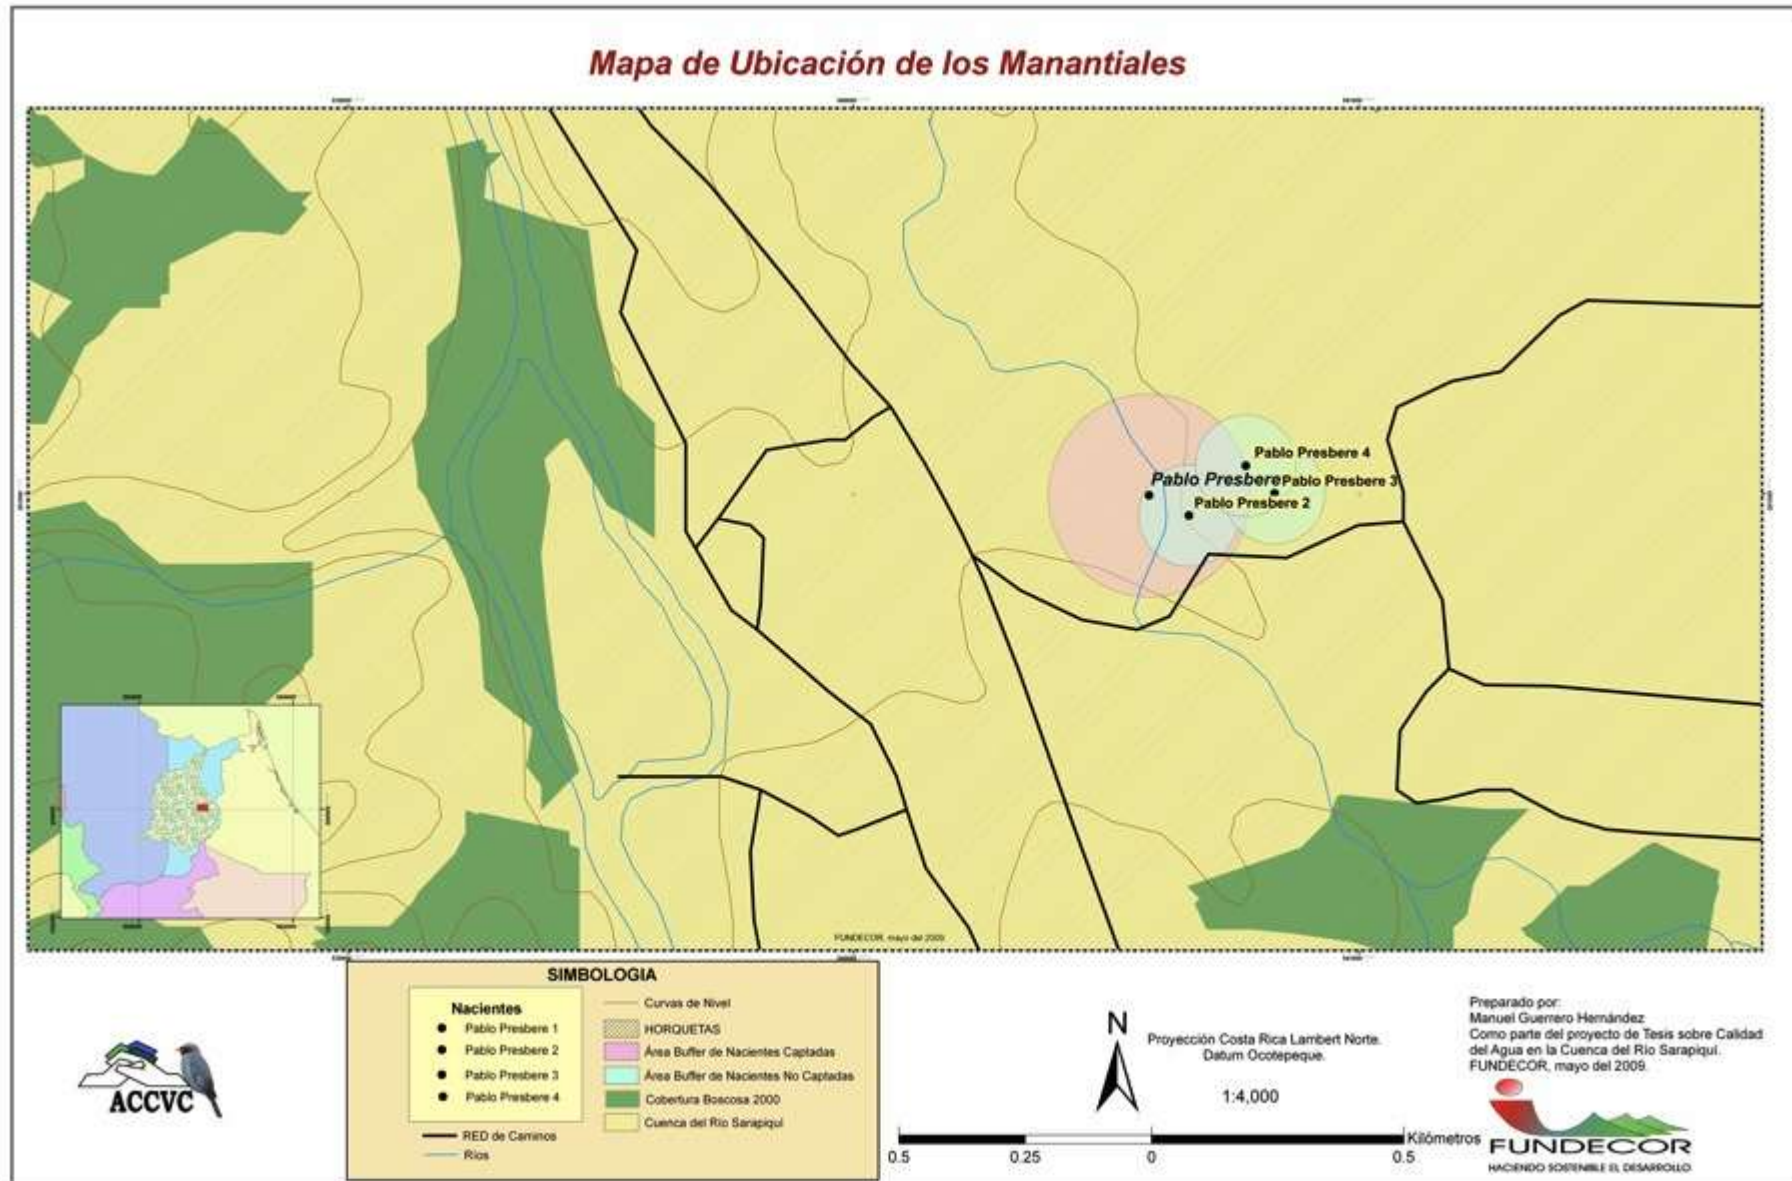 Mapa de Ubicación de los Manantiales
Pablo Presbere 4
Pablo Presbere
Pablo Presbere 3
Pablo Presbere 2
FUNDECOR, mayo del 2009
SIMBOLOGIA
Nacientes
Pablo Presbere 1
Pablo Presbere 2
Pablo Presbere 3
Pablo Presbere 4
RED de Caminos
Ríos
Curvas de Nivel
HORQUETAS
Área Buffer de Nacientes Captadas
Área Buffer de Nacientes No Captadas
Cobertura Boscosa 2000
Cuenca del Río Sarapiquí
ACCVC
N
Proyección Costa Rica Lambert Norte.
Datum Ocotepeque.
1:4,000
Kilómetros
0.5 0.25 0 0.5
Preparado por:
Manuel Guerrero Hernández
Como parte del proyecto de Tesis sobre Calidad
del Agua en la Cuenca del Río Sarapiquí.
FUNDECOR, mayo del 2009.
FUNDECOR
HACIENDO SOSTENIBLE EL DESARROLLO